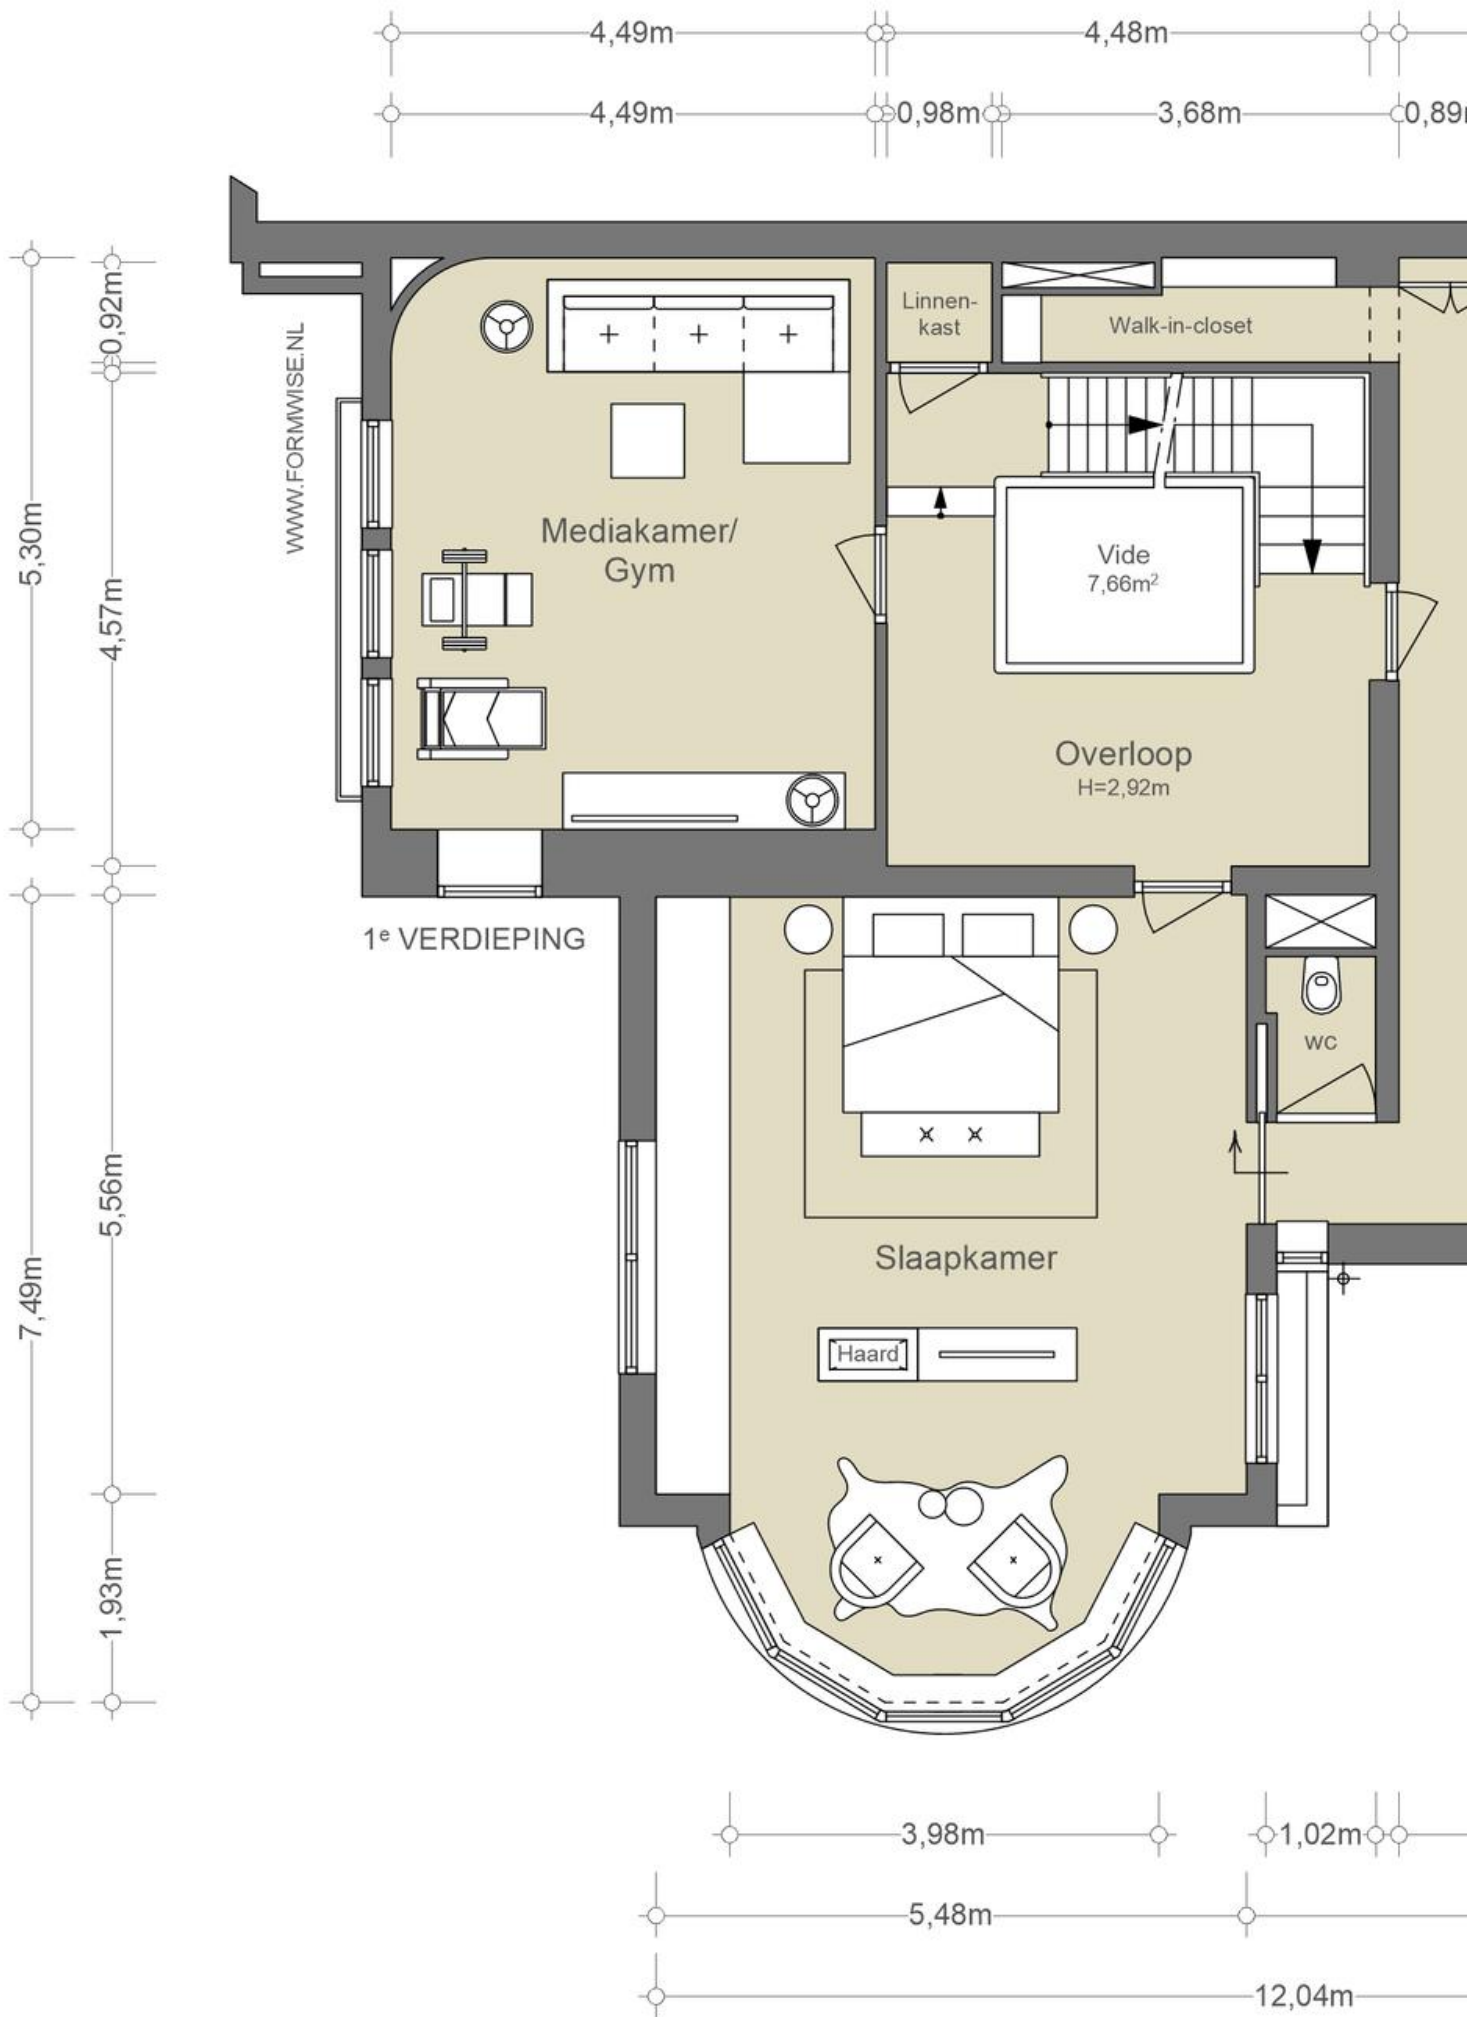 4,49m
4,48m
4,49m
0,98m
3,68m
0,89m
0,92m
5,30m
4,57m
5,56m
7,49m
1,93m
WWW.FORMWISE.NL
Linnen-
kast
Walk-in-closet
Mediakamer/
Gym
Vide
7,66m²
Overloop
H=2,92m
1ᵉ VERDIEPING
wc
Slaapkamer
Haard
3,98m
1,02m
5,48m
12,04m